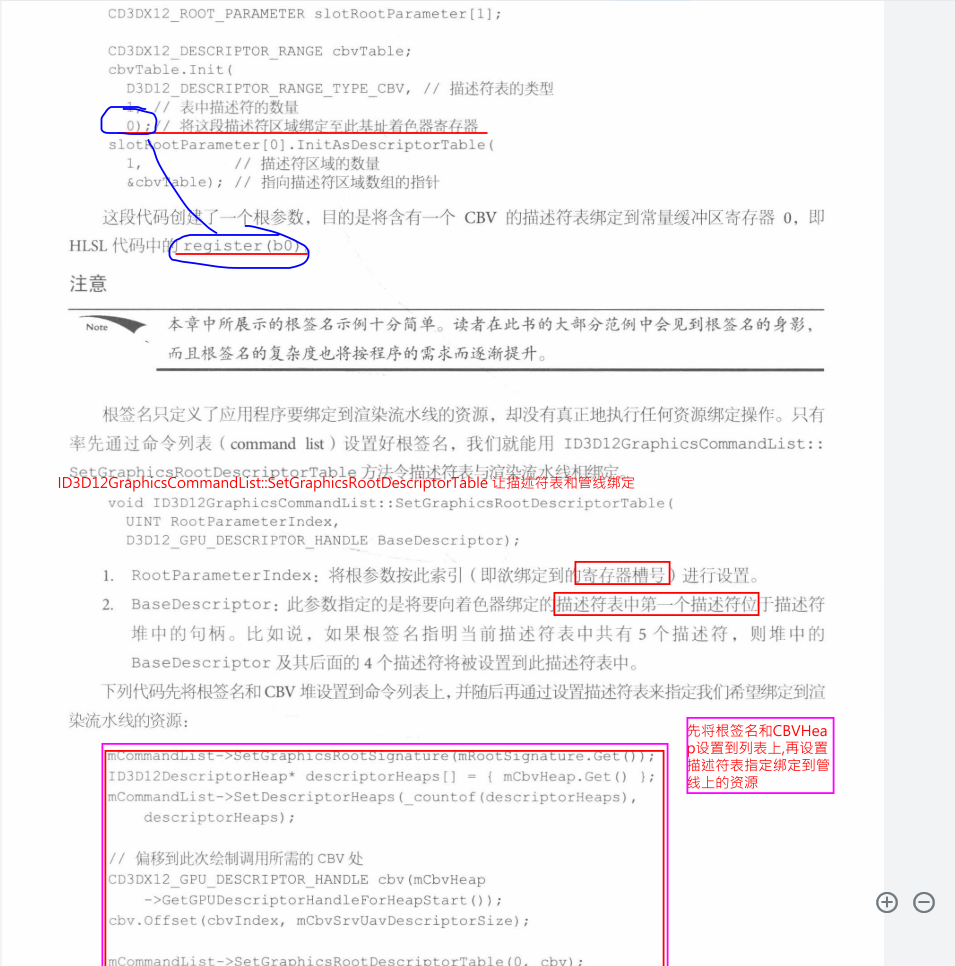 CD3DX12_ROOT_PARAMETER slotRootParameter[1];
CD3DX12_DESCRIPTOR_RANGE cbvTable;
cbvTable.Init(
D3D12_DESCRIPTOR_RANGE_TYPE_CBV, // 描述符表的类型
1, // 表中描述符的数量
0);// 将这段描述符区域绑定至此基址着色器寄存器
slotRootParameter[0].InitAsDescriptorTable(
1, // 描述符区域的数量
&cbvTable); // 指向描述符区域数组的指针
这段代码创建了一个根参数，目的是将含有一个 CBV 的描述符表绑定到常量缓冲区寄存器 0，即
HLSL 代码中的 register(b0)
注意
Note
本章中所展示的根签名示例十分简单。读者在此书的大部分范例中会见到根签名的身影，
而且根签名的复杂度也将按程序的需求而逐渐提升。
根签名只定义了应用程序要绑定到渲染流水线的资源，却没有真正地执行任何资源绑定操作。只有
率先通过命令列表（command list）设置好根签名，我们就能用 ID3D12GraphicsCommandList::
SetGraphicsRootDescriptorTable 方法令描述符表与渲染流水线相绑定
ID3D12GraphicsCommandList::SetGraphicsRootDescriptorTable 让描述符表和管线绑定
void ID3D12GraphicsCommandList::SetGraphicsRootDescriptorTable(
UINT RootParameterIndex,
D3D12_GPU_DESCRIPTOR_HANDLE BaseDescriptor);
1. RootParameterIndex：将根参数按此索引（即欲绑定到的寄存器槽号）进行设置。
2. BaseDescriptor：此参数指定的是将要向着色器绑定的描述符表中第一个描述符位于描述符
堆中的句柄。比如说，如果根签名指明当前描述符表中共有 5 个描述符，则堆中的
BaseDescriptor 及其后面的 4 个描述符将被设置到此描述符表中。
下列代码先将根签名和 CBV 堆设置到命令列表上，并随后再通过设置描述符表来指定我们希望绑定到渲
染流水线的资源：
先将根签名和CBVHea
p设置到列表上,再设置
描述符表指定绑定到管
线上的资源
mCommandList->SetGraphicsRootSignature(mRootSignature.Get());
ID3D12DescriptorHeap* descriptorHeaps[] = { mCbvHeap.Get() };
mCommandList->SetDescriptorHeaps(_countof(descriptorHeaps),
descriptorHeaps);
// 偏移到此次绘制调用所需的 CBV 处
CD3DX12_GPU_DESCRIPTOR_HANDLE cbv(mCbvHeap
->GetGPUDescriptorHandleForHeapStart());
cbv.Offset(cbvIndex, mCbvSrvUavDescriptorSize);
mCommandList->SetGraphicsRootDescriptorTable(0, cbv);